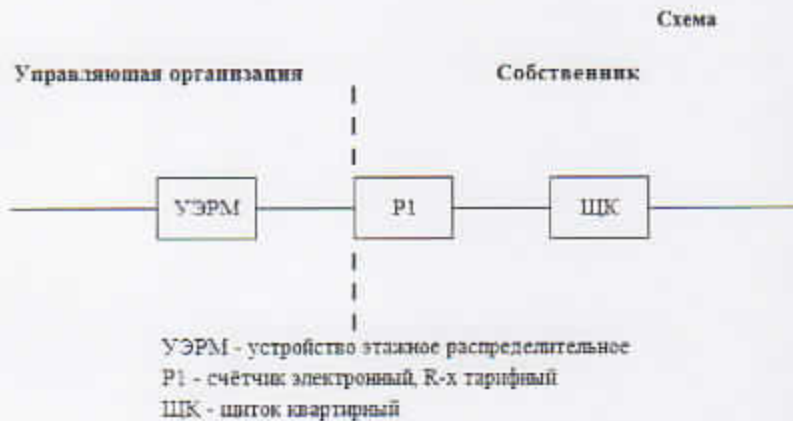 Схема
Управляющая организация
Собственник
УЭРМ
Р1
ЩК
УЭРМ - устройство этажное распределительное
Р1 - счётчик электронный, R-х тарифный
ЩК - щиток квартирный